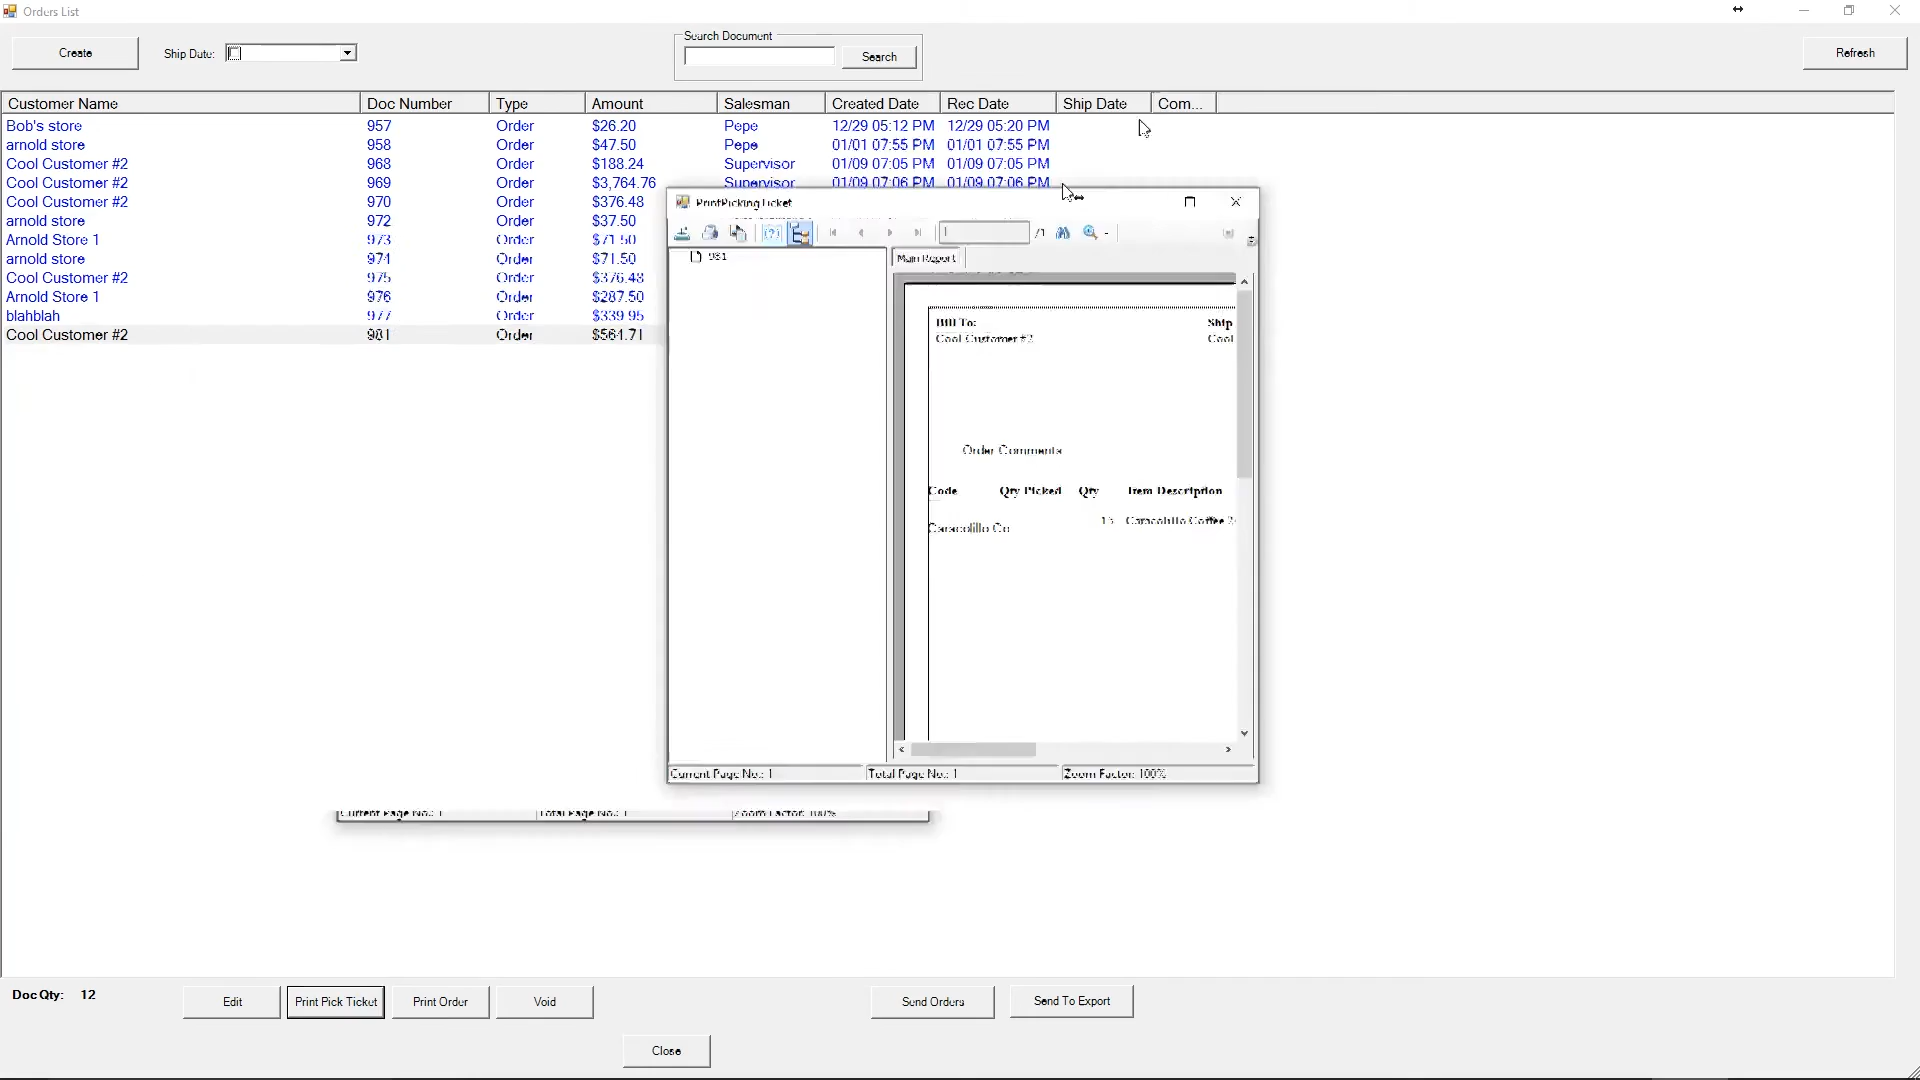 Orders List
Create Ship Date: Search Document Search Refresh
Customer Name Doc Number Type Amount Salesman Created Date Rec Date Ship Date Com...
Bob's store 957 Order $26.20 Pepe 12/29 05:12 PM 12/29 05:20 PM
arnold store 958 Order $47.50 Pepe 01/01 07:55 PM 01/01 07:55 PM
Cool Customer #2 968 Order $188.24 Supervisor 01/09 07:05 PM 01/09 07:05 PM
Cool Customer #2 969 Order $3,764.76 Supervisor 01/09 07:06 PM 01/09 07:06 PM
Cool Customer #2 970 Order $376.48
arnold store 972 Order $37.50
Arnold Store 1 973 Order $71.50
arnold store 974 Order $71.50
Cool Customer #2 975 Order $376.48
Arnold Store 1 976 Order $287.50
blahblah 977 Order $339.95
Cool Customer #2 981 Order $564.71
PrintPickingTicket
1 /1
981
Main Report
Bill To: Ship
Cool Customer #2 Cool
Order Comments
Code Qty Picked Qty Item Description
Caracolillo Co Caracolillo Coffee
Current Page No.: 1 Total Page No.: 1 Zoom Factor: 100%
Current Page No.: 1 Total Page No.: 1 Zoom Factor: 100%
Doc Qty: 12
Edit Print Pick Ticket Print Order Void Send Orders Send To Export
Close